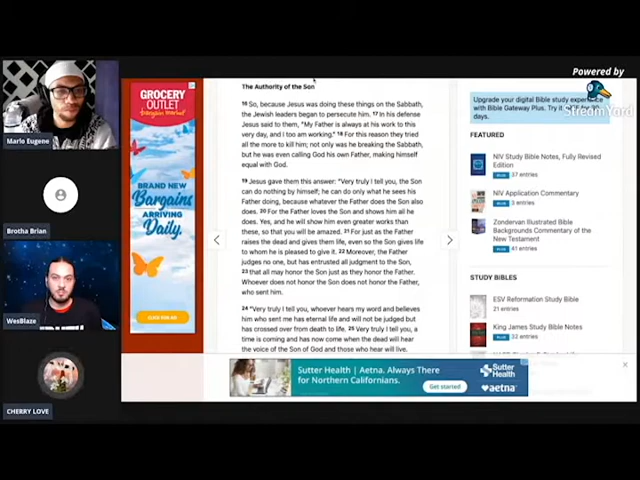 Powered by
StreamYard
Marlo Eugene
Brotha Brian
WesBlaze
CHERRY LOVE
GROCERY
OUTLET
bargain market
BRAND NEW
Bargains
ARRIVING
Daily.
The Authority of the Son
16 So, because Jesus was doing these things on the Sabbath,
the Jewish leaders began to persecute him. 17 In his defense
Jesus said to them, "My Father is always at his work to this
very day, and I too am working." 18 For this reason they tried
all the more to kill him; not only was he breaking the Sabbath,
but he was even calling God his own Father, making himself
equal with God.
19 Jesus gave them this answer: "Very truly I tell you, the Son
can do nothing by himself; he can do only what he sees his
Father doing, because whatever the Father does the Son also
does. 20 For the Father loves the Son and shows him all he
does. Yes, and he will show him even greater works than
these, so that you will be amazed. 21 For just as the Father
raises the dead and gives them life, even so the Son gives life
to whom he is pleased to give it. 22 Moreover, the Father
judges no one, but has entrusted all judgment to the Son,
23 that all may honor the Son just as they honor the Father.
Whoever does not honor the Son does not honor the Father,
who sent him.
24 "Very truly I tell you, whoever hears my word and believes
him who sent me has eternal life and will not be judged but
has crossed over from death to life. 25 Very truly I tell you, a
time is coming and has now come when the dead will hear
the voice of the Son of God and those who hear will live.
Upgrade your digital Bible study experience
with Bible Gateway Plus. Try it
days.
FEATURED
NIV Study Bible Notes, Fully Revised
Edition
PLUS 37 entries
NIV Application Commentary
PLUS 3 entries
Zondervan Illustrated Bible
Backgrounds Commentary of the
New Testament
PLUS 41 entries
STUDY BIBLES
ESV Reformation Study Bible
21 entries
King James Study Bible Notes
PLUS 32 entries
Sutter Health | Aetna. Always There
for Northern Californians.
Get started
Sutter
Health
aetna